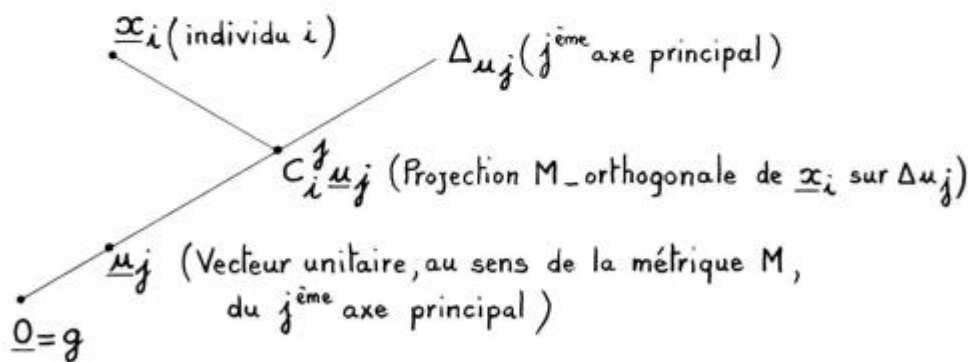 x_i (individu i)
Δu_j (j^ème axe principal)
C_i^j u_j (Projection M_orthogonale de x_i sur Δu_j)
u_j (Vecteur unitaire, au sens de la métrique M,
du j^ème axe principal)
0=g